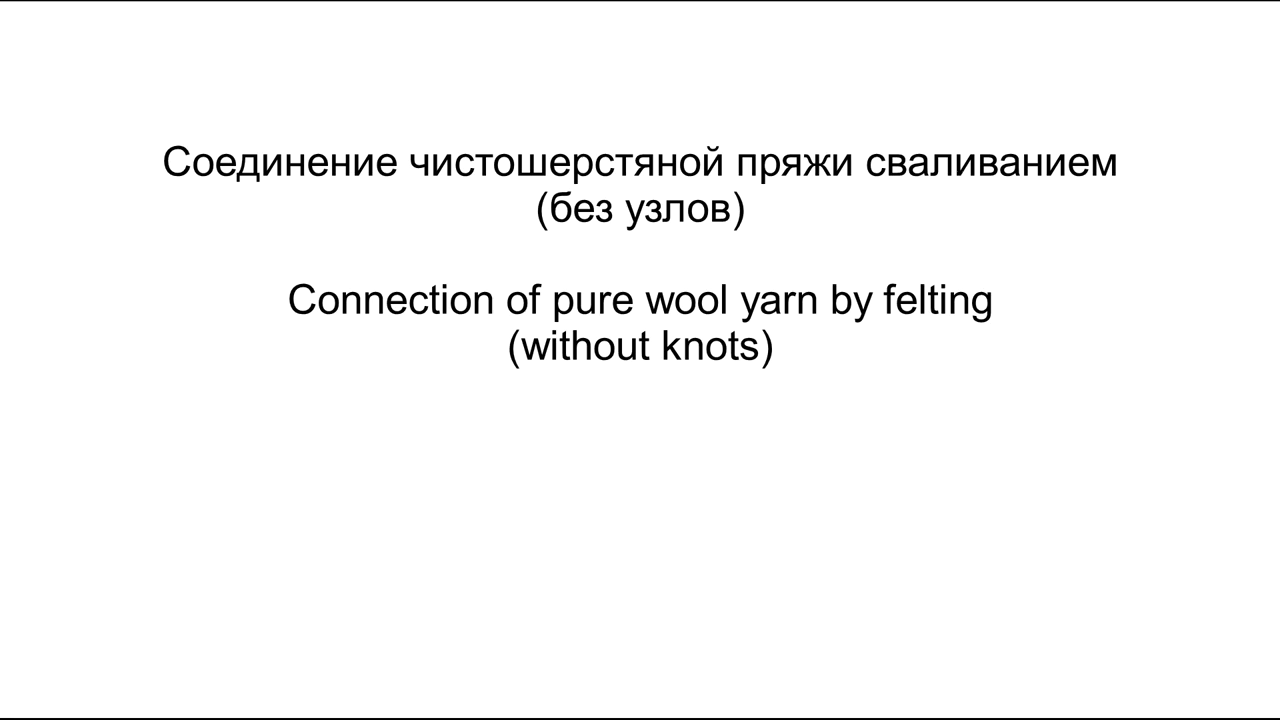 Соединение чистошерстяной пряжи сваливанием
(без узлов)
Connection of pure wool yarn by felting
(without knots)